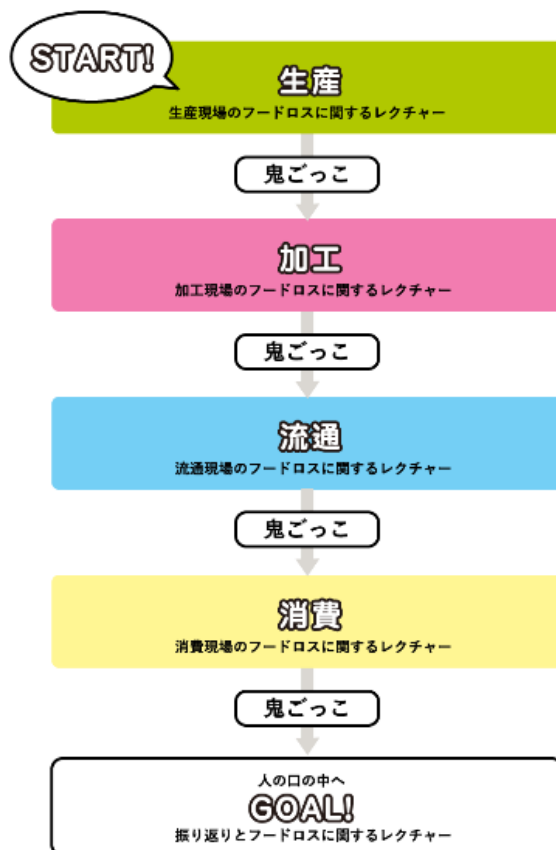 START!
生産
生産現場のフードロスに関するレクチャー
鬼ごっこ
加工
加工現場のフードロスに関するレクチャー
鬼ごっこ
流通
流通現場のフードロスに関するレクチャー
鬼ごっこ
消費
消費現場のフードロスに関するレクチャー
鬼ごっこ
人の口の中へ
GOAL!
振り返りとフードロスに関するレクチャー